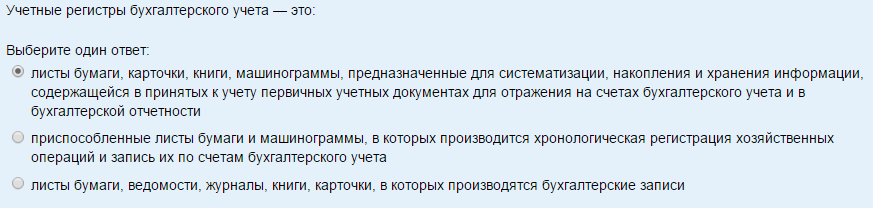 Учетные регистры бухгалтерского учета — это:
Выберите один ответ:
листы бумаги, карточки, книги, машинограммы, предназначенные для систематизации, накопления и хранения информации,
содержащейся в принятых к учету первичных учетных документах для отражения на счетах бухгалтерского учета и в
бухгалтерской отчетности
приспособленные листы бумаги и машинограммы, в которых производится хронологическая регистрация хозяйственных
операций и запись их по счетам бухгалтерского учета
листы бумаги, ведомости, журналы, книги, карточки, в которых производятся бухгалтерские записи